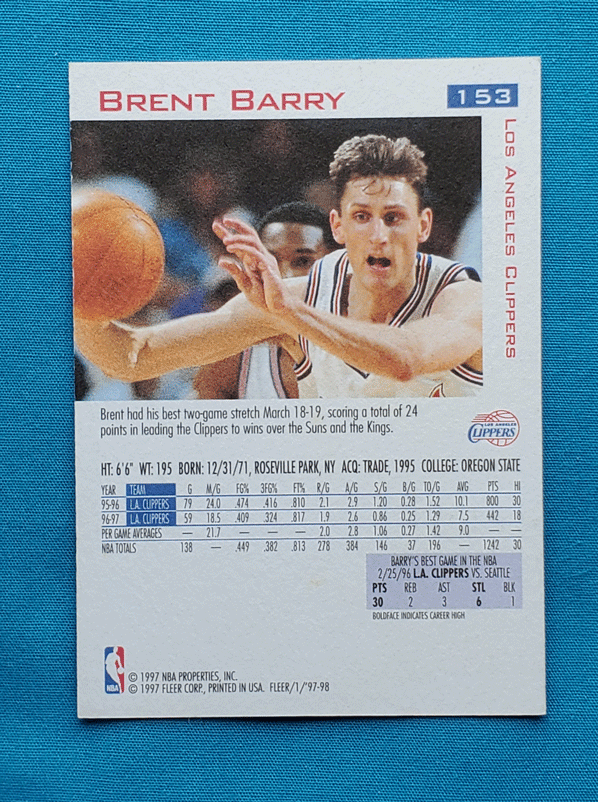 BRENT BARRY
153
LOS ANGELES CLIPPERS
Brent had his best two-game stretch March 18-19, scoring a total of 24
points in leading the Clippers to wins over the Suns and the Kings.
LOS ANGELES
CLIPPERS
HT: 6'6" WT: 195 BORN: 12/31/71, ROSEVILLE PARK, NY ACQ: TRADE, 1995 COLLEGE: OREGON STATE
YEAR TEAM G M/G FG% 3FG% FT% R/G A/G S/G B/G TO/G AVG PTS HI
95-96 L.A. CLIPPERS 79 24.0 .474 .416 .810 2.1 2.9 1.20 0.28 1.52 10.1 800 30
96-97 L.A. CLIPPERS 59 18.5 .409 .324 .817 1.9 2.6 0.86 0.25 1.29 7.5 442 18
PER GAME AVERAGES — 21.7 — — — 2.0 2.8 1.06 0.27 1.42 9.0 — —
NBA TOTALS 138 — .449 .382 .813 278 384 146 37 196 — 1242 30
BARRY'S BEST GAME IN THE NBA
2/25/96 L.A. CLIPPERS VS. SEATTLE
PTS REB AST STL BLK
30 2 3 6 1
BOLDFACE INDICATES CAREER HIGH
NBA
© 1997 NBA PROPERTIES, INC.
© 1997 FLEER CORP., PRINTED IN USA. FLEER/1/'97-98